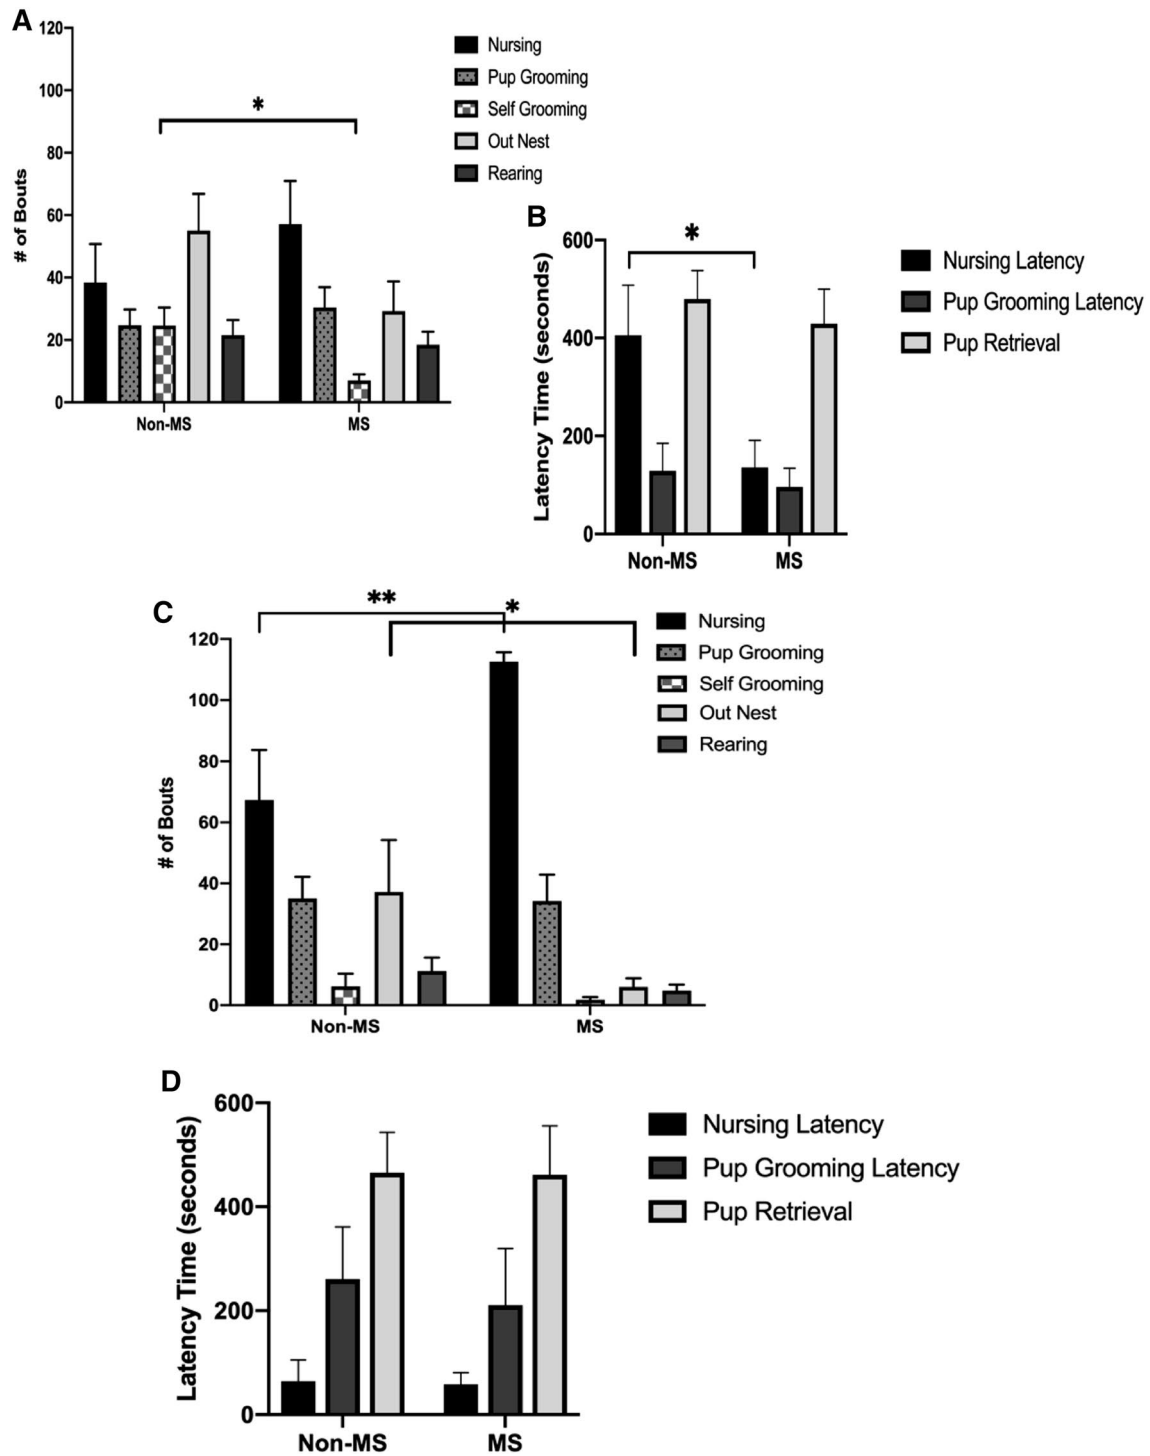 A
120
100
80
60
40
20
0
# of Bouts
*
Non-MS
MS
Nursing
Pup Grooming
Self Grooming
Out Nest
Rearing
B
600
400
200
0
Latency Time (seconds)
*
Non-MS
MS
Nursing Latency
Pup Grooming Latency
Pup Retrieval
C
120
100
80
60
40
20
0
# of Bouts
**
*
Non-MS
MS
Nursing
Pup Grooming
Self Grooming
Out Nest
Rearing
D
600
400
200
0
Latency Time (seconds)
Non-MS
MS
Nursing Latency
Pup Grooming Latency
Pup Retrieval